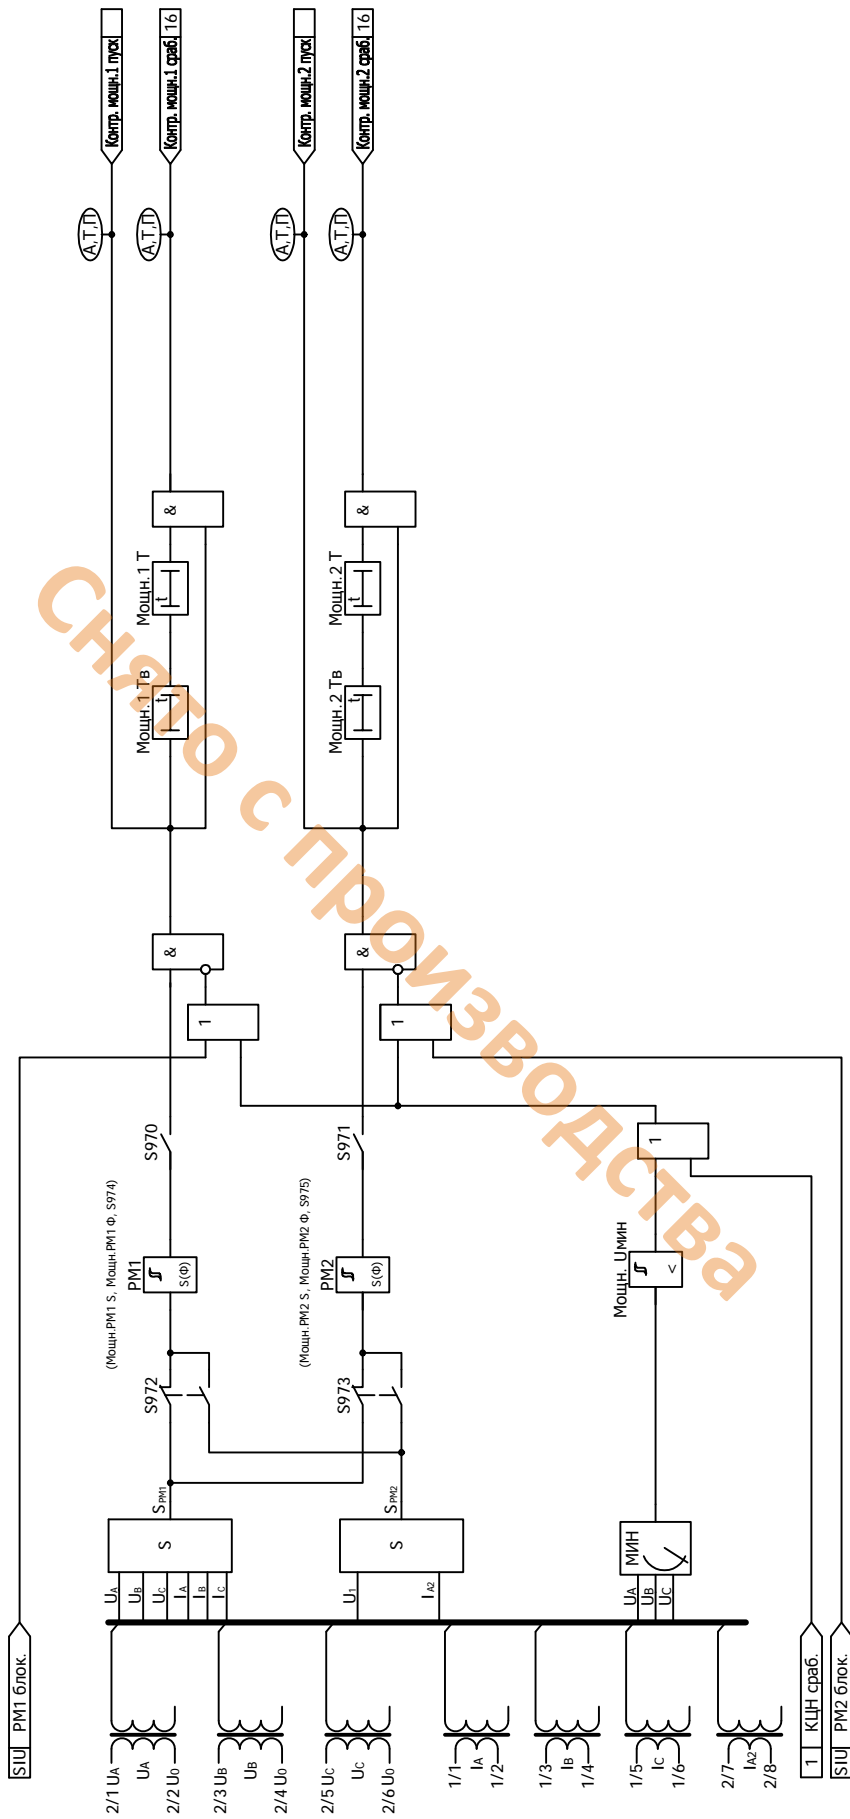 Контр. мощн.1 пуск
Контр. мощн.1 сраб. 16
Контр. мощн.2 пуск
Контр. мощн.2 сраб. 16
А,Т,П
А,Т,П
А,Т,П
А,Т,П
&
&
Мощн.1 Т
t
Мощн.2 Т
t
Мощн.1 Тв
t
Мощн.2 Тв
t
&
&
1
1
S970
S971
1
(Мощн.РМ1 S, Мощн.РМ1 Ф, S974)
РМ1
S(Ф)
(Мощн.РМ2 S, Мощн.РМ2 Ф, S975)
РМ2
S(Ф)
Мощн. Uмин
<
S972
S973
SРМ1
SРМ2
S
S
МИН
UA
UB
UC
IA
IB
IC
U1
IA2
UA
UB
UC
SIU РМ1 блок.
1 КЦН сраб.
SIU РМ2 блок.
2/1 UA
UA
2/2 U0
2/3 UB
UB
2/4 U0
2/5 UC
UC
2/6 U0
1/1
IA
1/2
1/3
IB
1/4
1/5
IC
1/6
2/7
IA2
2/8
Снято с производства